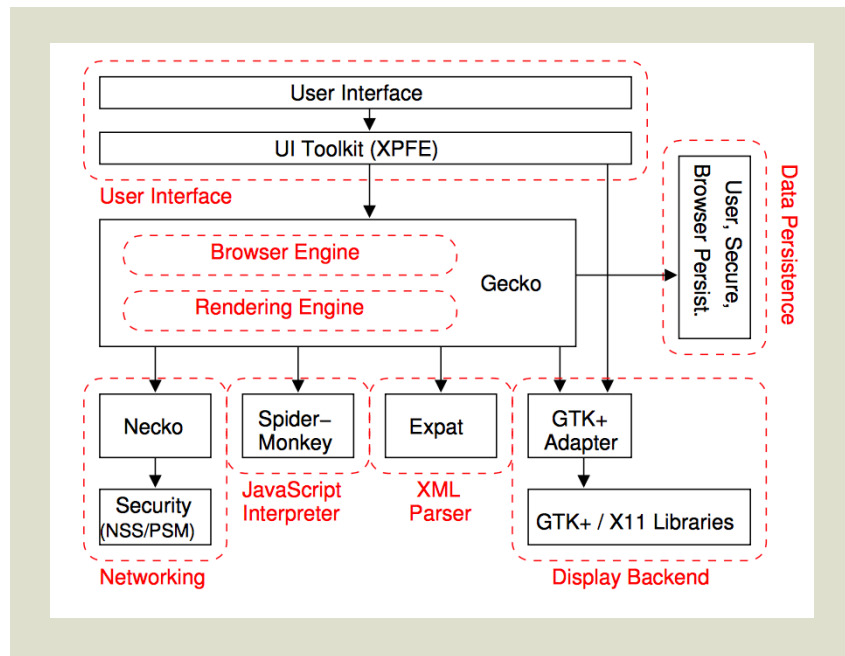 User Interface
UI Toolkit (XPFE)
User Interface
Browser Engine
Rendering Engine
Gecko
User, Secure,
Browser Persist.
Data Persistence
Necko
Spider–
Monkey
Expat
GTK+
Adapter
Security
(NSS/PSM)
JavaScript
Interpreter
XML
Parser
GTK+ / X11 Libraries
Networking
Display Backend